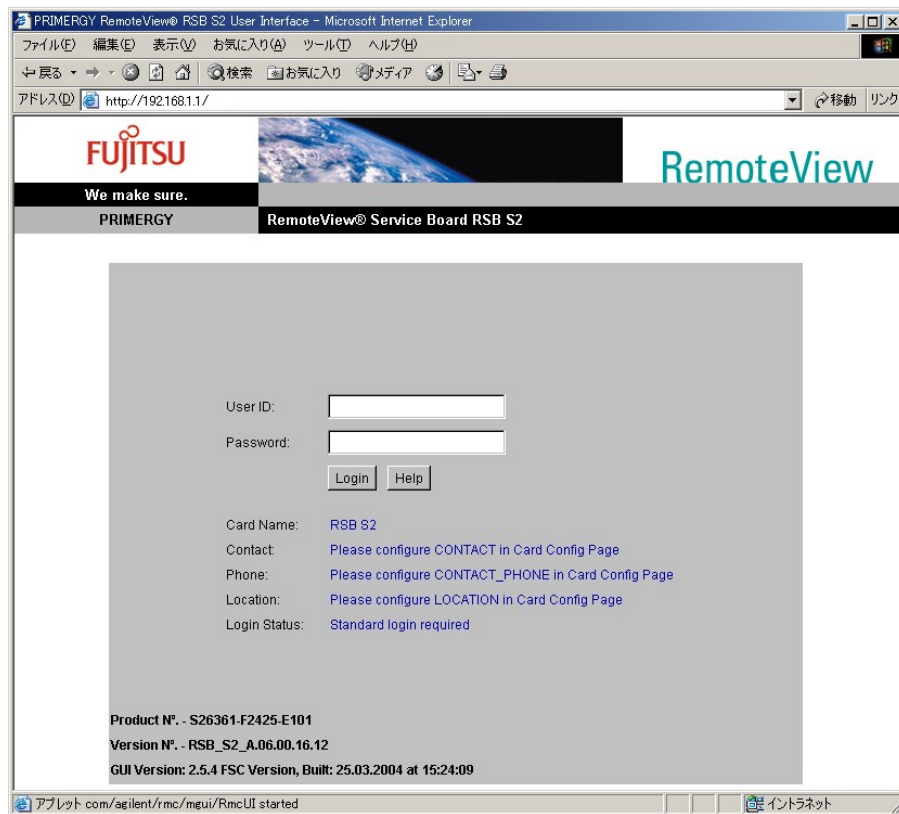 PRIMERGY RemoteView® RSB S2 User Interface - Microsoft Internet Explorer
ファイル(F) 編集(E) 表示(V) お気に入り(A) ツール(T) ヘルプ(H)
戻る 検索 お気に入り メディア
アドレス(D) http://192.168.1.1/ 移動 リンク
FUJITSU
RemoteView
We make sure.
PRIMERGY RemoteView® Service Board RSB S2
User ID:
Password:
Login Help
Card Name: RSB S2
Contact: Please configure CONTACT in Card Config Page
Phone: Please configure CONTACT_PHONE in Card Config Page
Location: Please configure LOCATION in Card Config Page
Login Status: Standard login required
Product Nº. - S26361-F2425-E101
Version Nº. - RSB_S2_A.06.00.16.12
GUI Version: 2.5.4 FSC Version, Built: 25.03.2004 at 15:24:09
アプレット com/agilent/rmc/mgui/RmcUI started イントラネット